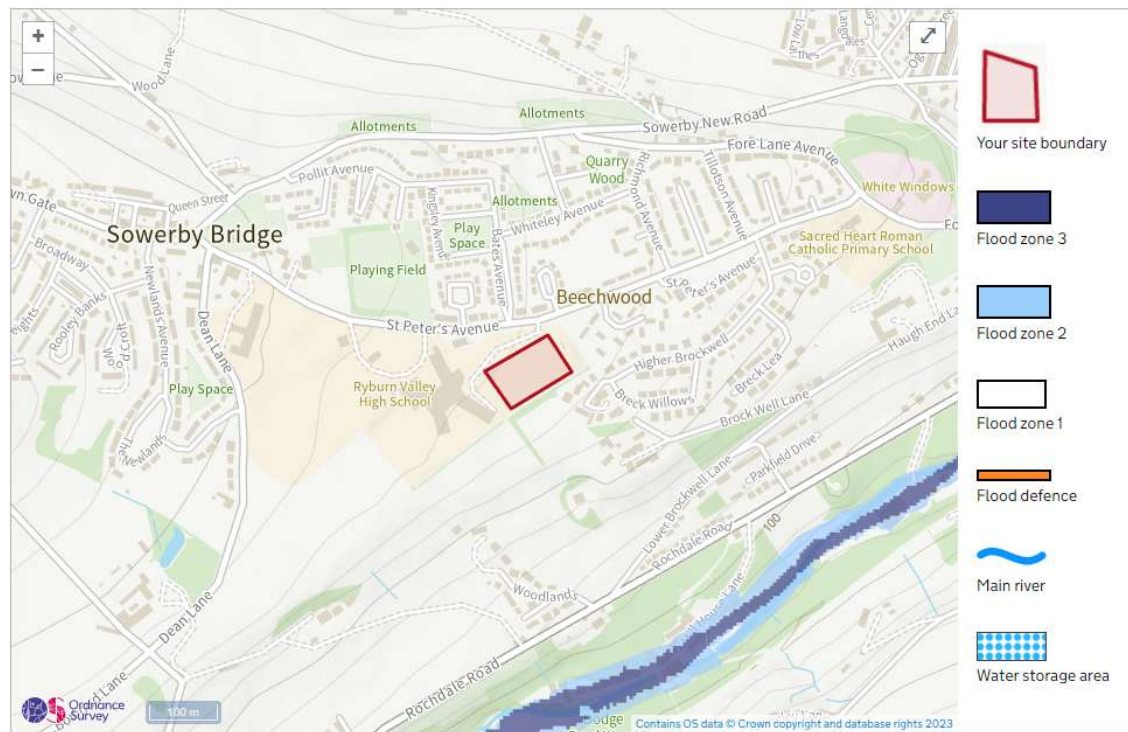 +
−
Wood Lane
Allotments
Allotments
Sowerby New Road
Fore Lane Avenue
Pollit Avenue
Quarry
Wood
Richmond Avenue
Tillotson Avenue
White Windows
Queen Street
Kingsley Avenue
Allotments
Whiteley Avenue
Play
Space
Bates Avenue
Sowerby Bridge
Broadway
Newlands Avenue
Rooley Banks
Croft
Playing Field
Sacred Heart Roman
Catholic Primary School
St Peter's Avenue
Beechwood
St Peter's Avenue
Dean Lane
Haugh End La
Higher Brockwell
Breck Lea
Ryburn Valley
High School
Breck Willows
Brock Well Lane
Play Space
The
Newlands
Parkfield Drive
Lower Brockwell Lane
100
Rochdale Road
Woodlands
Dean Lane
Rochdale Road
Ordnance
Survey
100 m
Contains OS data © Crown copyright and database rights 2023
Your site boundary
Flood zone 3
Flood zone 2
Flood zone 1
Flood defence
Main river
Water storage area